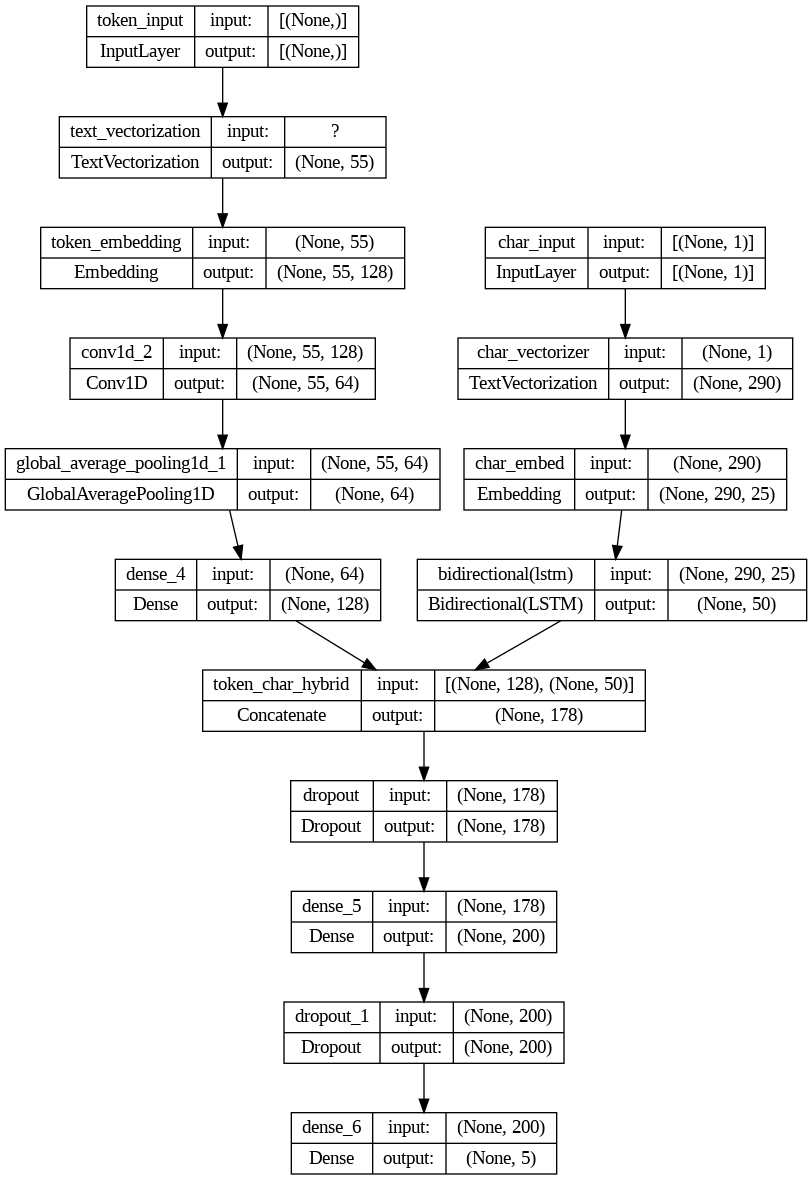 token_input input: [(None,)]
InputLayer output: [(None,)]
text_vectorization input: ?
TextVectorization output: (None, 55)
token_embedding input: (None, 55)
Embedding output: (None, 55, 128)
char_input input: [(None, 1)]
InputLayer output: [(None, 1)]
conv1d_2 input: (None, 55, 128)
Conv1D output: (None, 55, 64)
char_vectorizer input: (None, 1)
TextVectorization output: (None, 290)
global_average_pooling1d_1 input: (None, 55, 64)
GlobalAveragePooling1D output: (None, 64)
char_embed input: (None, 290)
Embedding output: (None, 290, 25)
dense_4 input: (None, 64)
Dense output: (None, 128)
bidirectional(lstm) input: (None, 290, 25)
Bidirectional(LSTM) output: (None, 50)
token_char_hybrid input: [(None, 128), (None, 50)]
Concatenate output: (None, 178)
dropout input: (None, 178)
Dropout output: (None, 178)
dense_5 input: (None, 178)
Dense output: (None, 200)
dropout_1 input: (None, 200)
Dropout output: (None, 200)
dense_6 input: (None, 200)
Dense output: (None, 5)